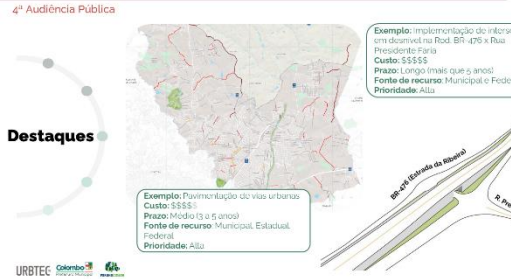 4ª Audiência Pública
Destaques
Exemplo: Implementação de
em desnível na Rod. BR-476 x Rua
Presidente Faria
Custo: $$$$$
Prazo: Longo (mais que 5 anos)
Fonte de recurso: Municipal e
Prioridade: Alta
Exemplo: Pavimentação de vias urbanas
Custo: $$$$$
Prazo: Médio (3 a 5 anos)
Fonte de recurso: Municipal, Estadual,
Federal
Prioridade: Alta
BR-476 (Estrada da Ribeira)
URBTEC
Colombo